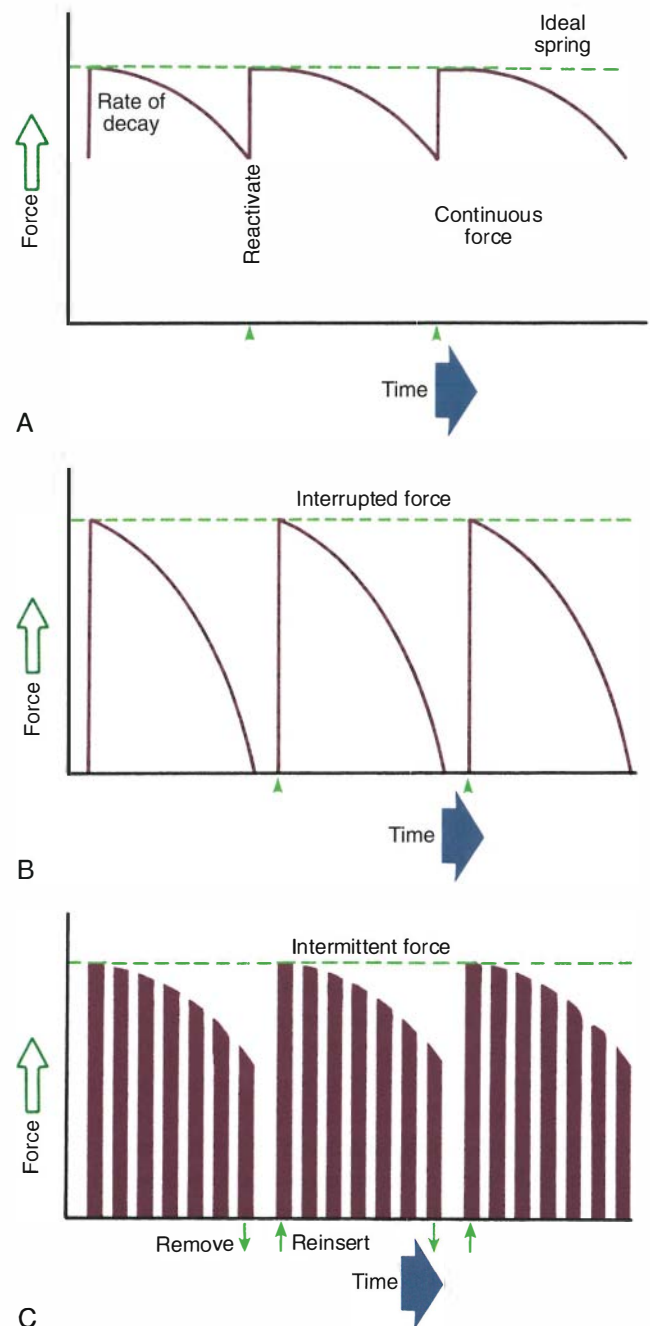 Ideal
spring
Rate of
decay
Reactivate
Continuous
force
Force
Time
A
Interrupted force
Force
Time
B
Intermittent force
Force
Remove
Reinsert
Time
C